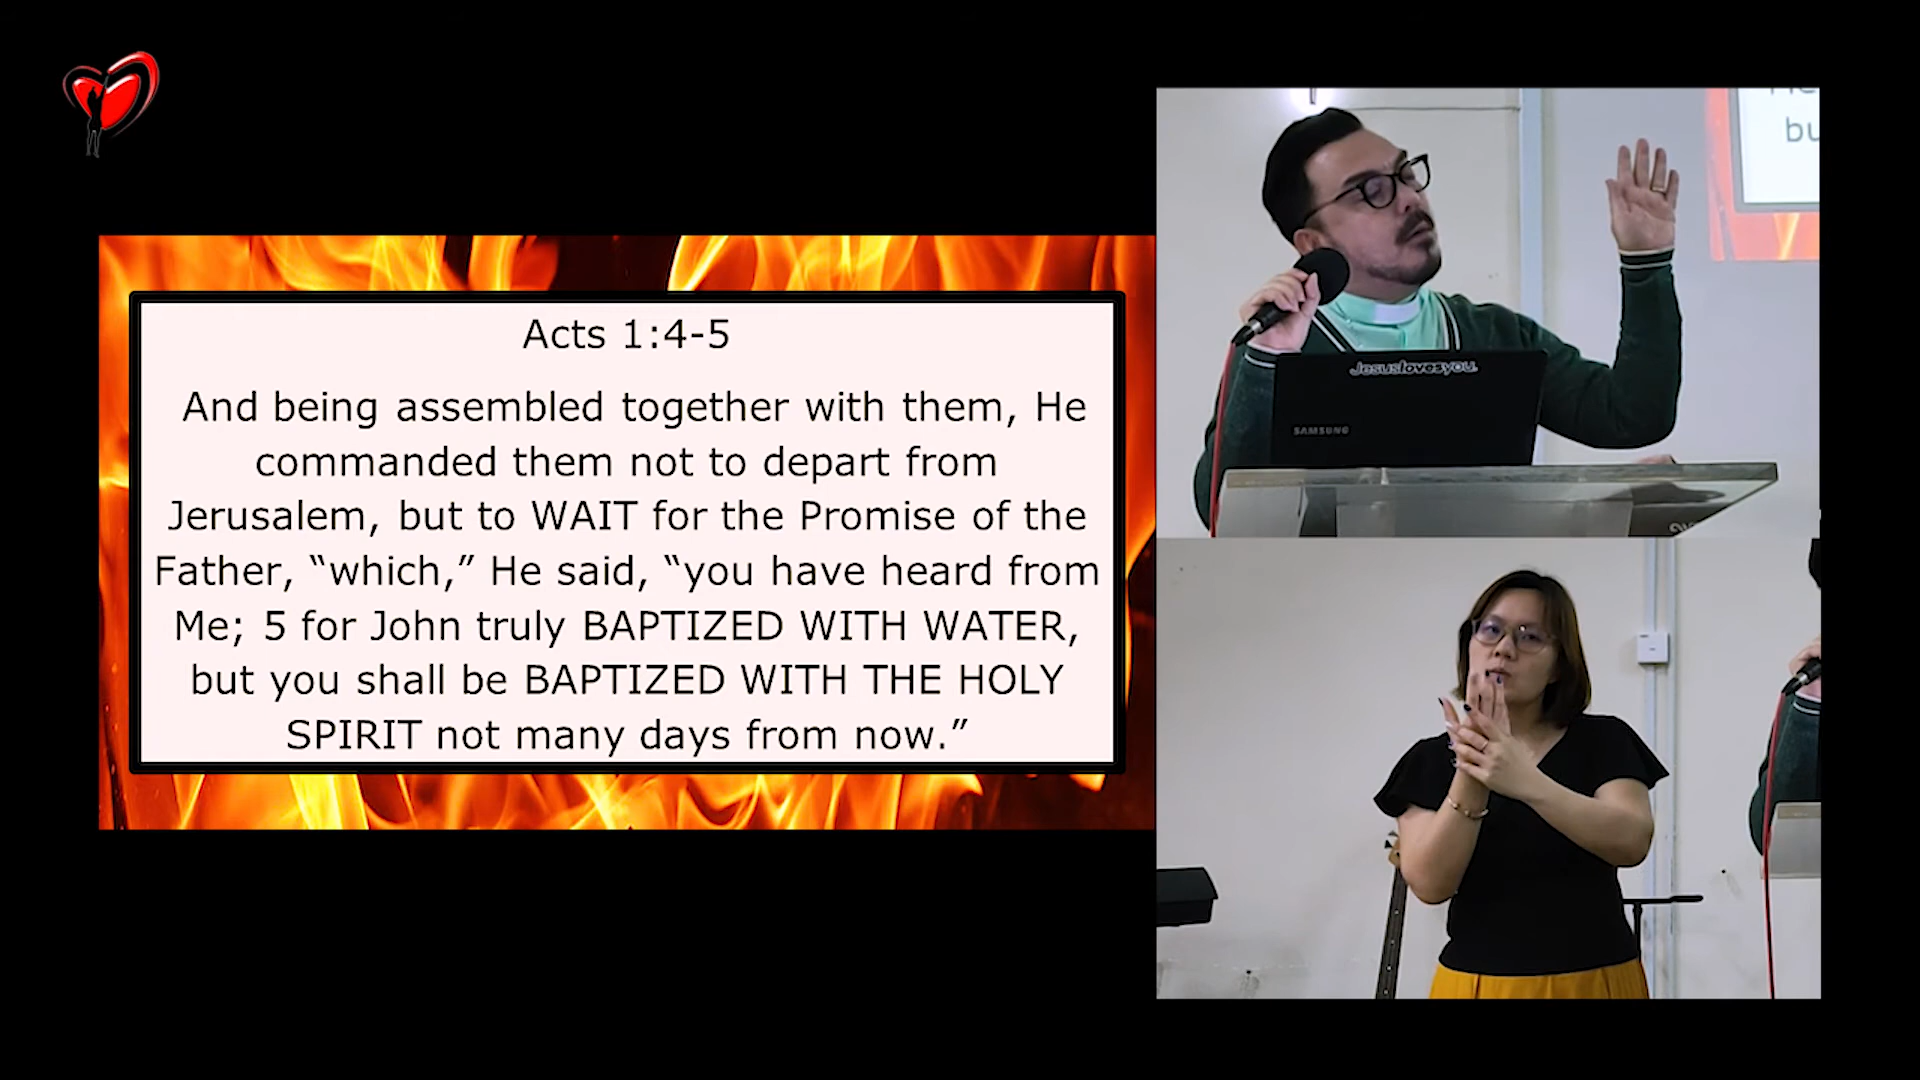 Acts 1:4-5
And being assembled together with them, He
commanded them not to depart from
Jerusalem, but to WAIT for the Promise of the
Father, “which,” He said, “you have heard from
Me; 5 for John truly BAPTIZED WITH WATER,
but you shall be BAPTIZED WITH THE HOLY
SPIRIT not many days from now.”
bu
Jesuslovesyou.
SAMSUNG